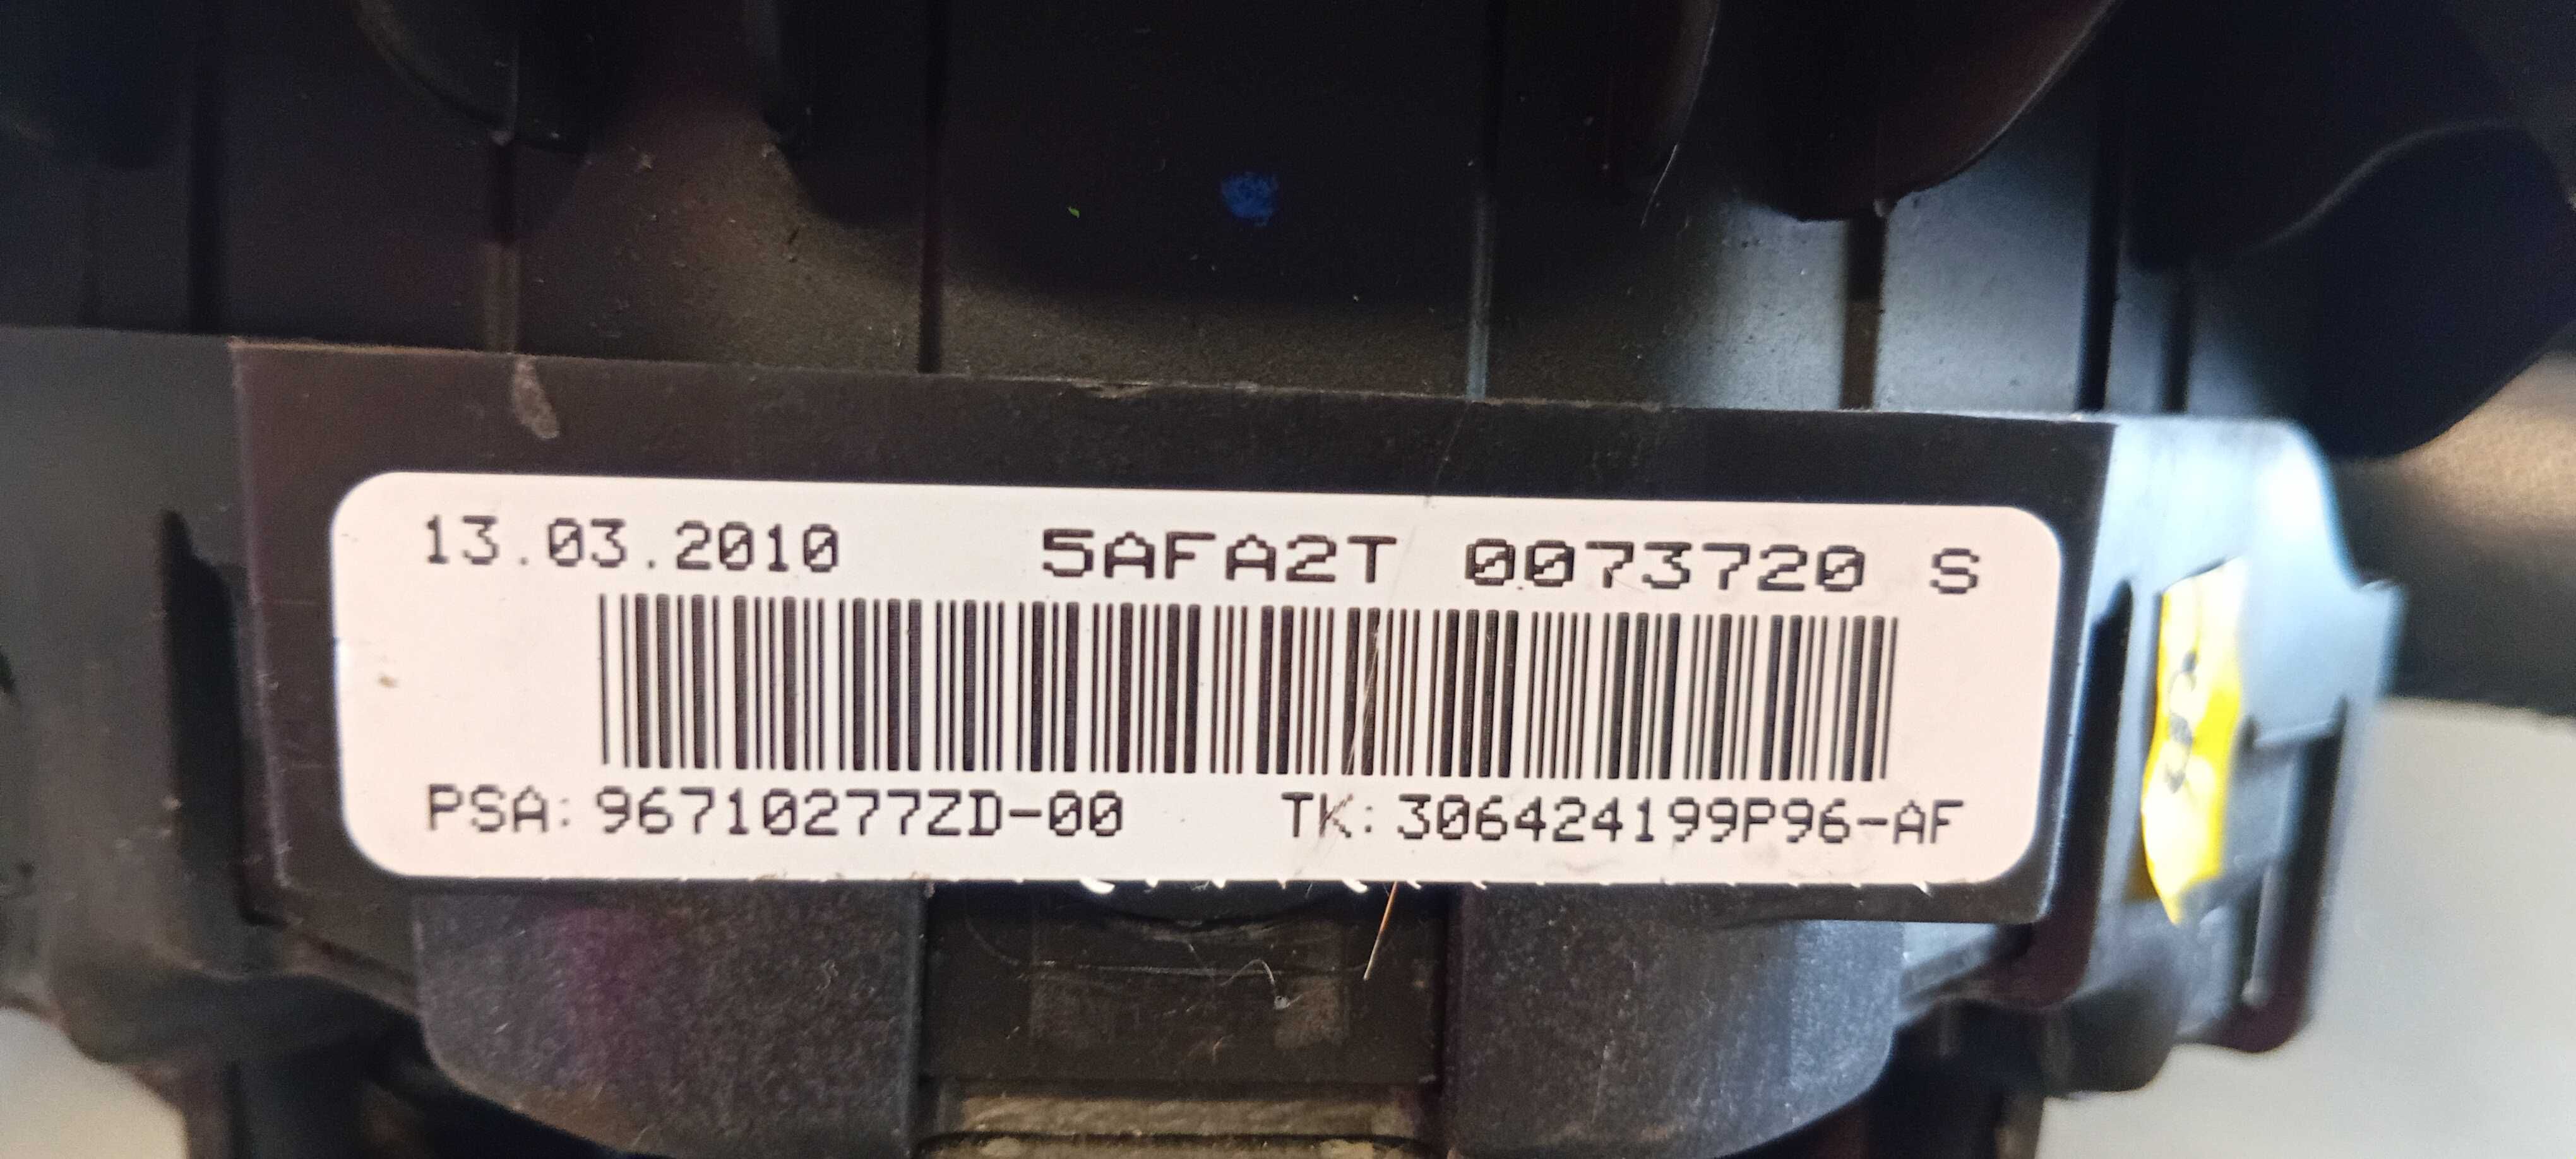 13.03.2010 5AFA2T 0073720 S
PSA: 96710277ZD-00 TK: 306424199P96-AF